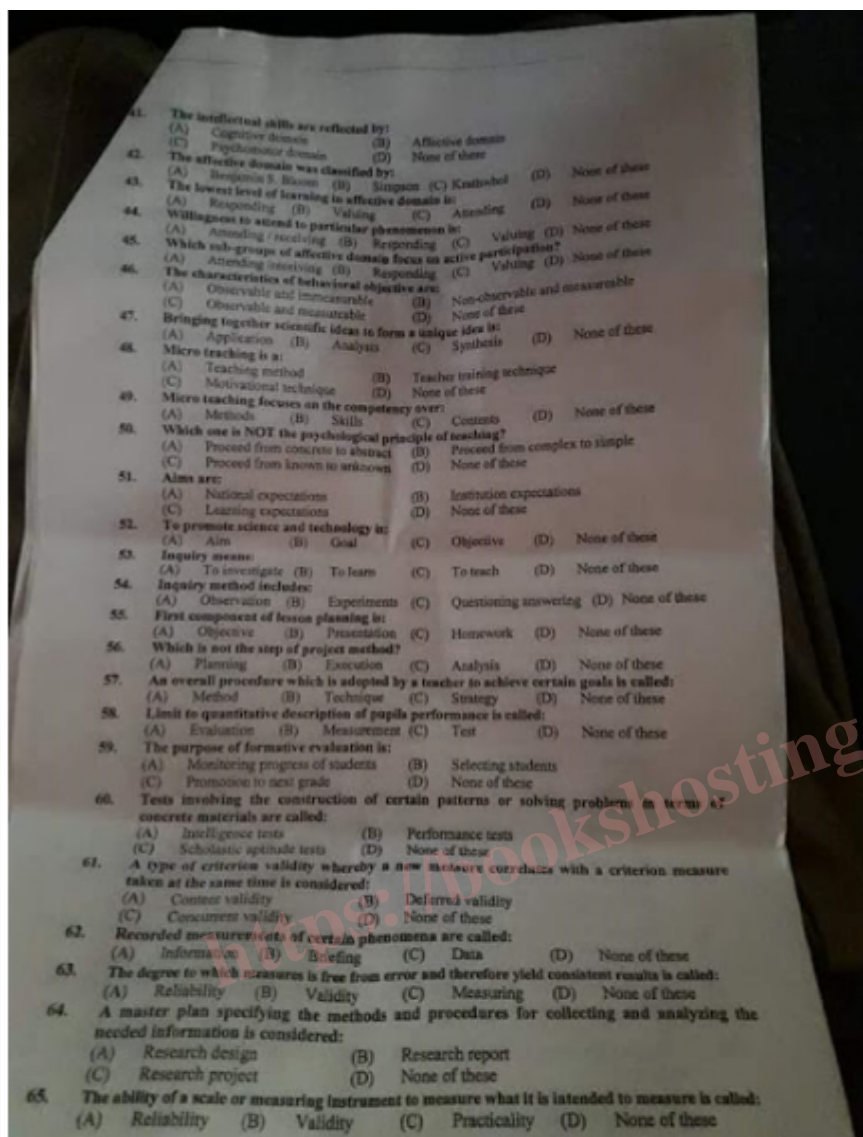 41. The intellectual skills are reflected by:
(A) Cognitive domain (B) Affective domain
(C) Psychomotor domain (D) None of these
42. The affective domain was classified by:
(A) Benjamin S. Bloom (B) Simpson (C) Krathwhol (D) None of these
43. The lowest level of learning in affective domain is:
(A) Responding (B) Valuing (C) Attending (D) None of these
44. Willingness to attend to particular phenomenon is:
(A) Attending / receiving (B) Responding (C) Valuing (D) None of these
45. Which sub-groups of affective domain focus on active participation?
(A) Attending /receiving (B) Responding (C) Valuing (D) None of these
46. The characteristics of behavioral objective are:
(A) Observable and immeasurable (B) Non-observable and measureable
(C) Observable and measureable (D) None of these
47. Bringing together scientific ideas to form a unique idea is:
(A) Application (B) Analysis (C) Synthesis (D) None of these
48. Micro teaching is a:
(A) Teaching method (B) Teacher training technique
(C) Motivational technique (D) None of these
49. Micro teaching focuses on the competency over:
(A) Methods (B) Skills (C) Contents (D) None of these
50. Which one is NOT the psychological principle of teaching?
(A) Proceed from concrete to abstract (B) Proceed from complex to simple
(C) Proceed from known to unknown (D) None of these
51. Aims are:
(A) National expectations (B) Institution expectations
(C) Learning expectations (D) None of these
52. To promote science and technology is:
(A) Aim (B) Goal (C) Objective (D) None of these
53. Inquiry means:
(A) To investigate (B) To learn (C) To teach (D) None of these
54. Inquiry method includes:
(A) Observation (B) Experiments (C) Questioning answering (D) None of these
55. First component of lesson planning is:
(A) Objective (B) Presentation (C) Homework (D) None of these
56. Which is not the step of project method?
(A) Planning (B) Execution (C) Analysis (D) None of these
57. An overall procedure which is adopted by a teacher to achieve certain goals is called:
(A) Method (B) Technique (C) Strategy (D) None of these
58. Limit to quantitative description of pupils performance is called:
(A) Evaluation (B) Measurement (C) Test (D) None of these
59. The purpose of formative evaluation is:
(A) Monitoring progress of students (B) Selecting students
(C) Promotion to next grade (D) None of these
60. Tests involving the construction of certain patterns or solving problems in terms of
concrete materials are called:
(A) Intelligence tests (B) Performance tests
(C) Scholastic aptitude tests (D) None of these
61. A type of criterion validity whereby a new measure correlates with a criterion measure
taken at the same time is considered:
(A) Content validity (B) Deferred validity
(C) Concurrent validity (D) None of these
62. Recorded measurements of certain phenomena are called:
(A) Information (B) Briefing (C) Data (D) None of these
63. The degree to which measures is free from error and therefore yield consistent results is called:
(A) Reliability (B) Validity (C) Measuring (D) None of these
64. A master plan specifying the methods and procedures for collecting and analyzing the
needed information is considered:
(A) Research design (B) Research report
(C) Research project (D) None of these
65. The ability of a scale or measuring instrument to measure what it is intended to measure is called:
(A) Reliability (B) Validity (C) Practicality (D) None of these
https://bookshosting